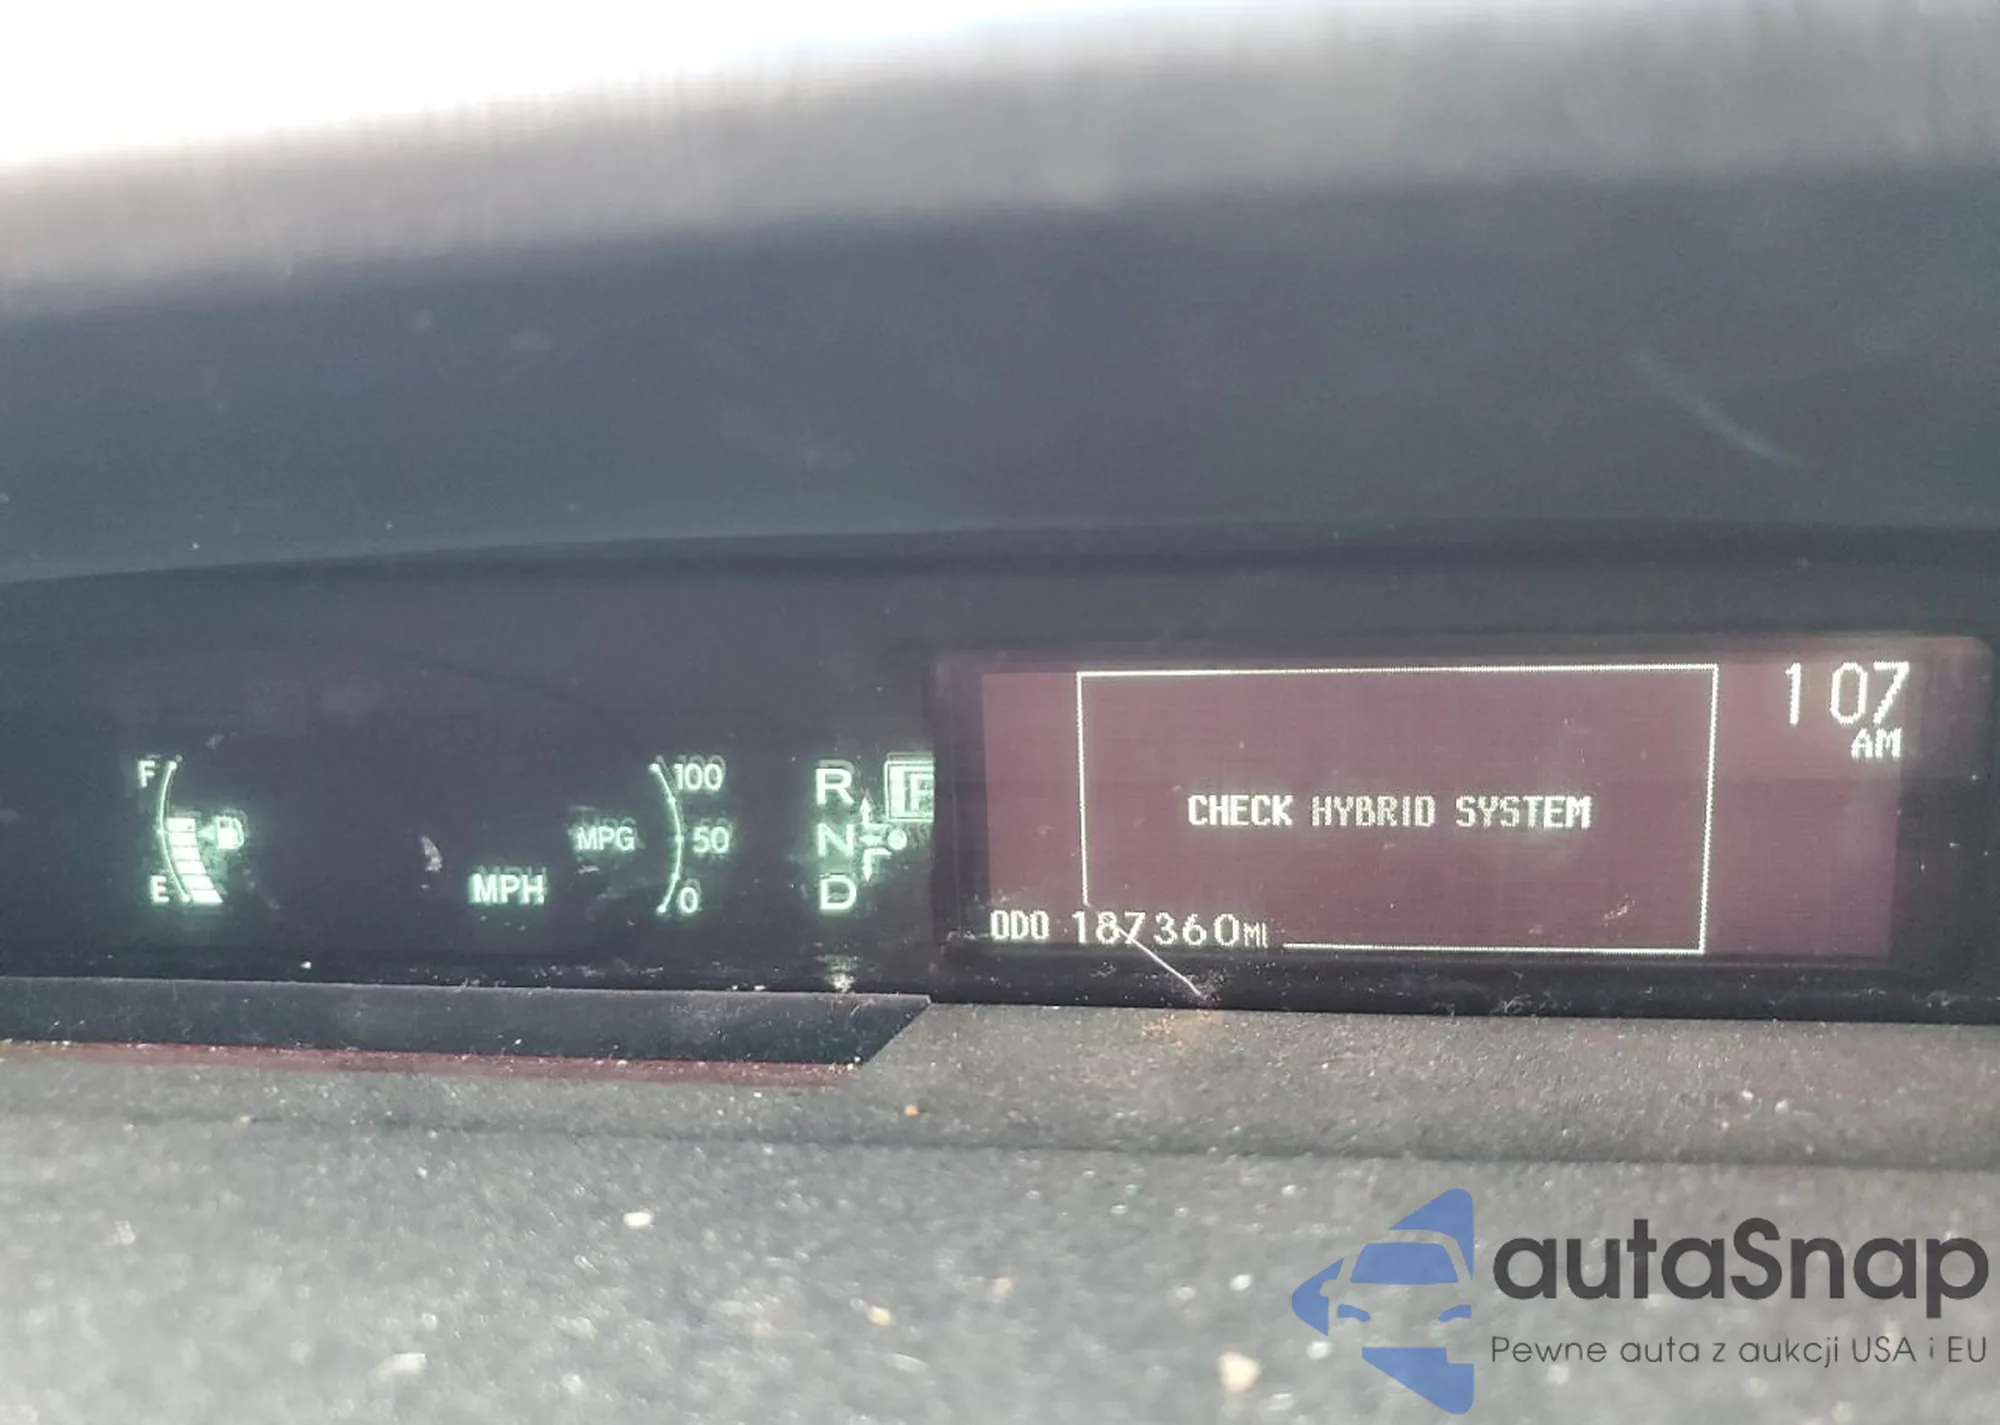 F
E
MPH
MPG
100
50
0
R
N
D
P
CHECK HYBRID SYSTEM
1 07
AM
ODO 187360MI
autaSnap
Pewne auta z aukcji USA i EU